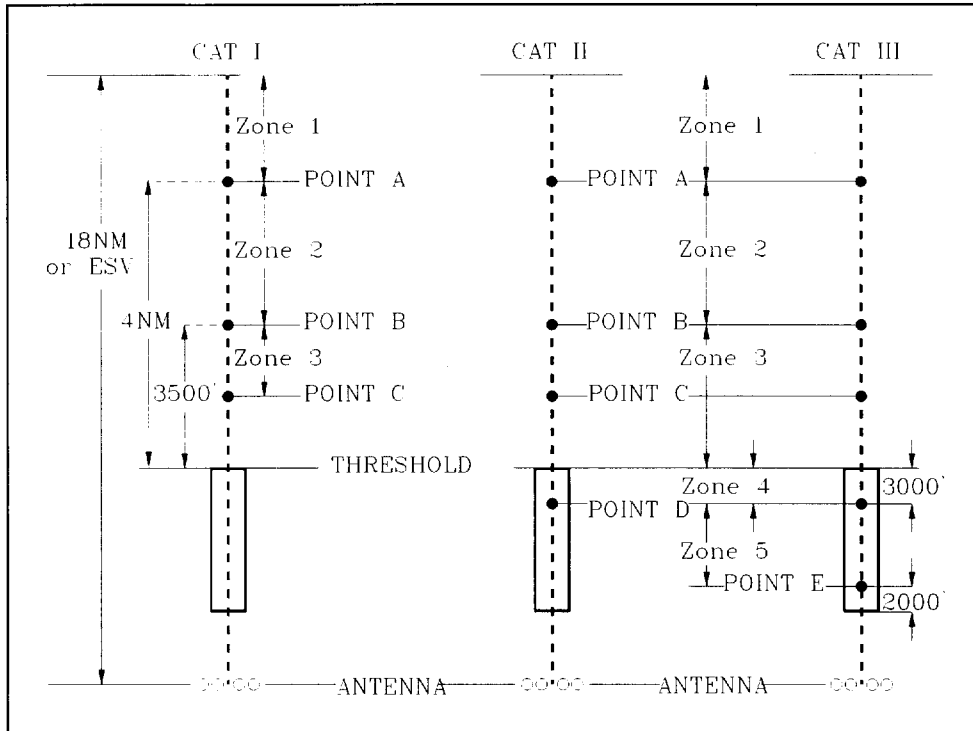 CAT I CAT II CAT III
Zone 1 Zone 1
POINT A POINT A
18NM
or ESV
Zone 2 Zone 2
4NM POINT B POINT B
Zone 3 Zone 3
3500' POINT C POINT C
THRESHOLD
Zone 4 3000'
POINT D
Zone 5
POINT E 2000'
ANTENNA ANTENNA